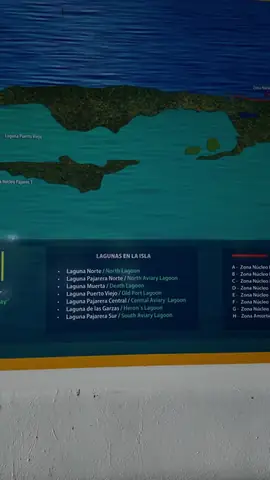 Laguna Puerto Viejo
LAGUNAS EN LA ISLA
• Laguna Norte / North Lagoon
• Laguna Pajarera Norte / North Aviary Lagoon
• Laguna Muerta / Death Lagoon
• Laguna Puerto Viejo / Old Port Lagoon
• Laguna Pajarera Central / Central Aviary Lagoon
• Laguna de las Garzas / Heron´s Lagoon
• Laguna Pajarera Sur / South Aviary Lagoon
A - Zona Núcleo
B - Zona Núcleo
C - Zona Núcleo
D - Zona Núcleo
E - Zona Núcleo
F - Zona Núcleo
G - Zona Núcleo
H - Zona Amortu